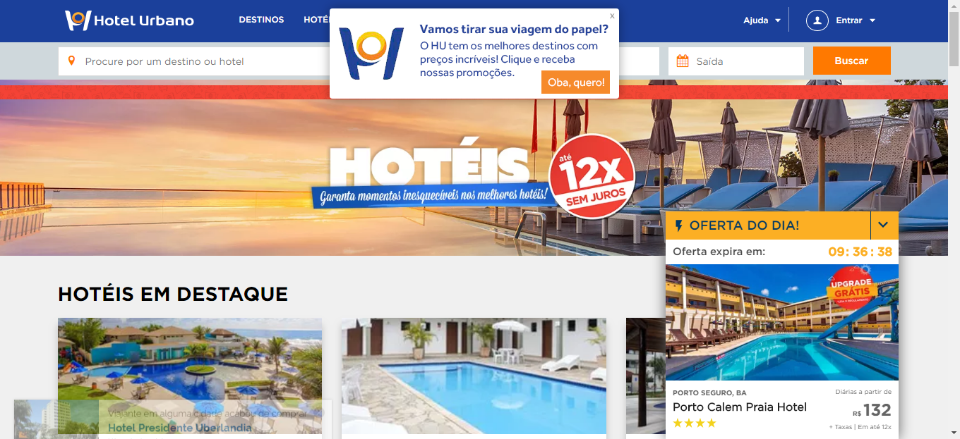 Hotel Urbano
DESTINOS
Ajuda
Entrar
x
Vamos tirar sua viagem do papel?
O HU tem os melhores destinos com
preços incríveis! Clique e receba
nossas promoções.
Oba, quero!
Procure por um destino ou hotel
Saída
Buscar
HOTÉIS
Garanta momentos inesquecíveis nos melhores hotéis!
até
12x
SEM JUROS
OFERTA DO DIA!
Oferta expira em:
09: 36: 38
UPGRADE
GRÁTIS
HOTÉIS EM DESTAQUE
PORTO SEGURO, BA
Porto Calem Praia Hotel
Diárias a partir de
R$ 132
+ Taxas | Em até 12x
Viajante em alguma cidade acabou de comprar
Hotel Presidente Uberlandia